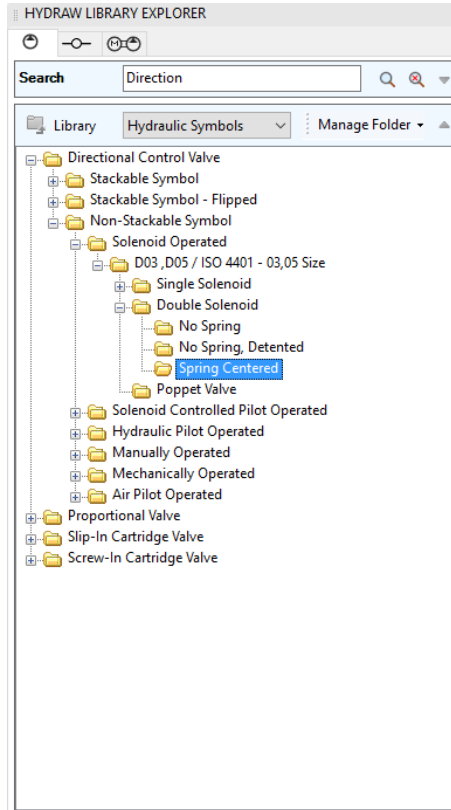 HYDRAW LIBRARY EXPLORER
M
Search Direction
Library Hydraulic Symbols Manage Folder
Directional Control Valve
Stackable Symbol
Stackable Symbol - Flipped
Non-Stackable Symbol
Solenoid Operated
D03 ,D05 / ISO 4401 - 03,05 Size
Single Solenoid
Double Solenoid
No Spring
No Spring, Detented
Spring Centered
Poppet Valve
Solenoid Controlled Pilot Operated
Hydraulic Pilot Operated
Manually Operated
Mechanically Operated
Air Pilot Operated
Proportional Valve
Slip-In Cartridge Valve
Screw-In Cartridge Valve